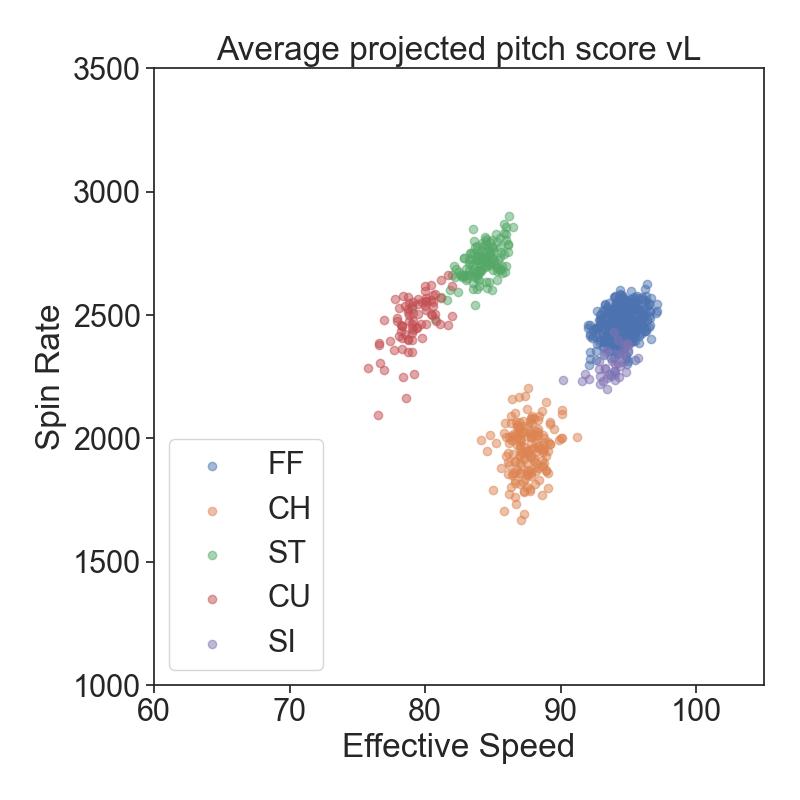 Average projected pitch score vL
3500
3000
2500
2000
1500
1000
Spin Rate
FF
CH
ST
CU
SI
60 70 80 90 100
Effective Speed